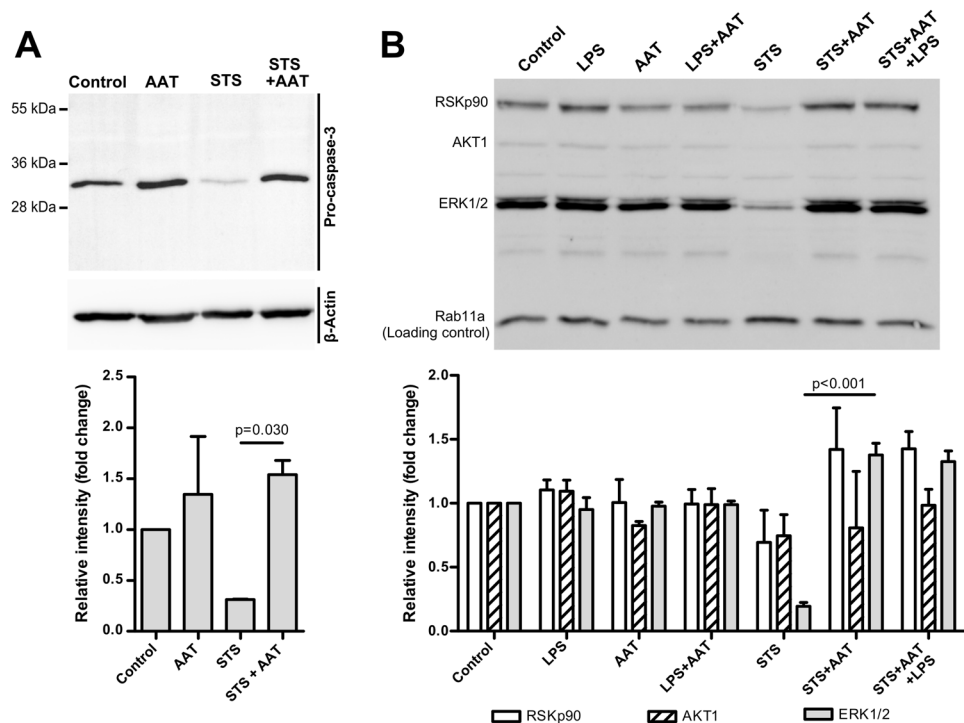 A
Control AAT STS STS
+AAT
55 kDa
36 kDa
28 kDa
Pro-caspase-3
β-Actin
Relative intensity (fold change)
2.5
2.0
1.5
1.0
0.5
0.0
p=0.030
Control
AAT
STS
STS + AAT
B
Control
LPS
AAT
LPS+AAT
STS
STS+AAT
STS+AAT
+LPS
RSKp90
AKT1
ERK1/2
Rab11a
(Loading control)
Relative intensity (fold change)
2.0
1.5
1.0
0.5
0.0
p<0.001
Control
LPS
AAT
LPS+AAT
STS
STS+AAT
STS+AAT
+LPS
RSKp90 AKT1 ERK1/2